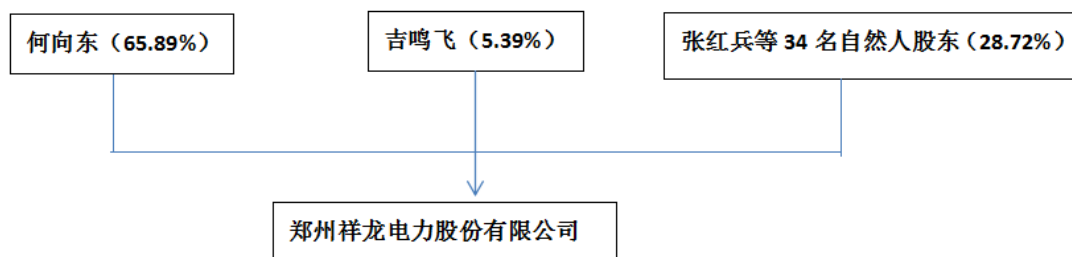 何向东（65.89%）
吉鸣飞（5.39%）
张红兵等 34 名自然人股东（28.72%）
郑州祥龙电力股份有限公司